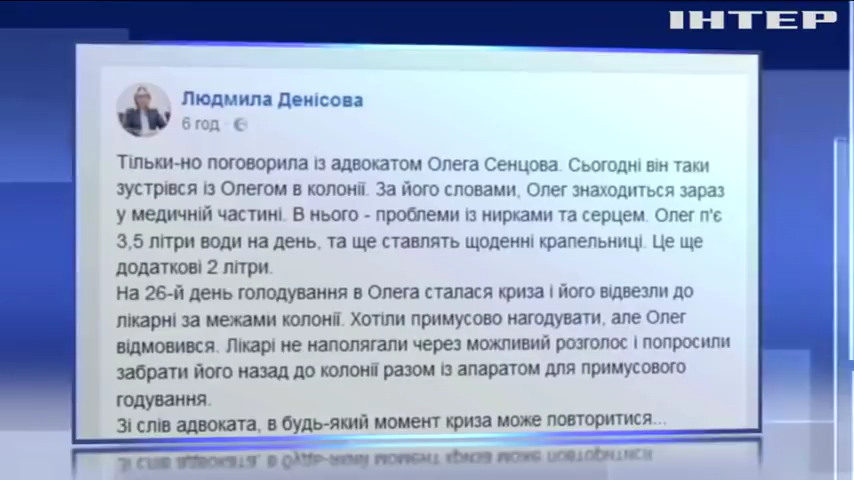 ІНТЕР
Людмила Денісова
6 год ·
Тільки-но поговорила із адвокатом Олега Сенцова. Сьогодні він таки
зустрівся із Олегом в колонії. За його словами, Олег знаходиться зараз
у медичній частині. В нього - проблеми із нирками та серцем. Олег п'є
3,5 літри води на день, та ще ставлять щоденні крапельниці. Це ще
додаткові 2 літри.
На 26-й день голодування в Олега сталася криза і його відвезли до
лікарні за межами колонії. Хотіли примусово нагодувати, але Олег
відмовився. Лікарі не наполягали через можливий розголос і попросили
забрати його назад до колонії разом із апаратом для примусового
годування.
Зі слів адвоката, в будь-який момент криза може повторитися...